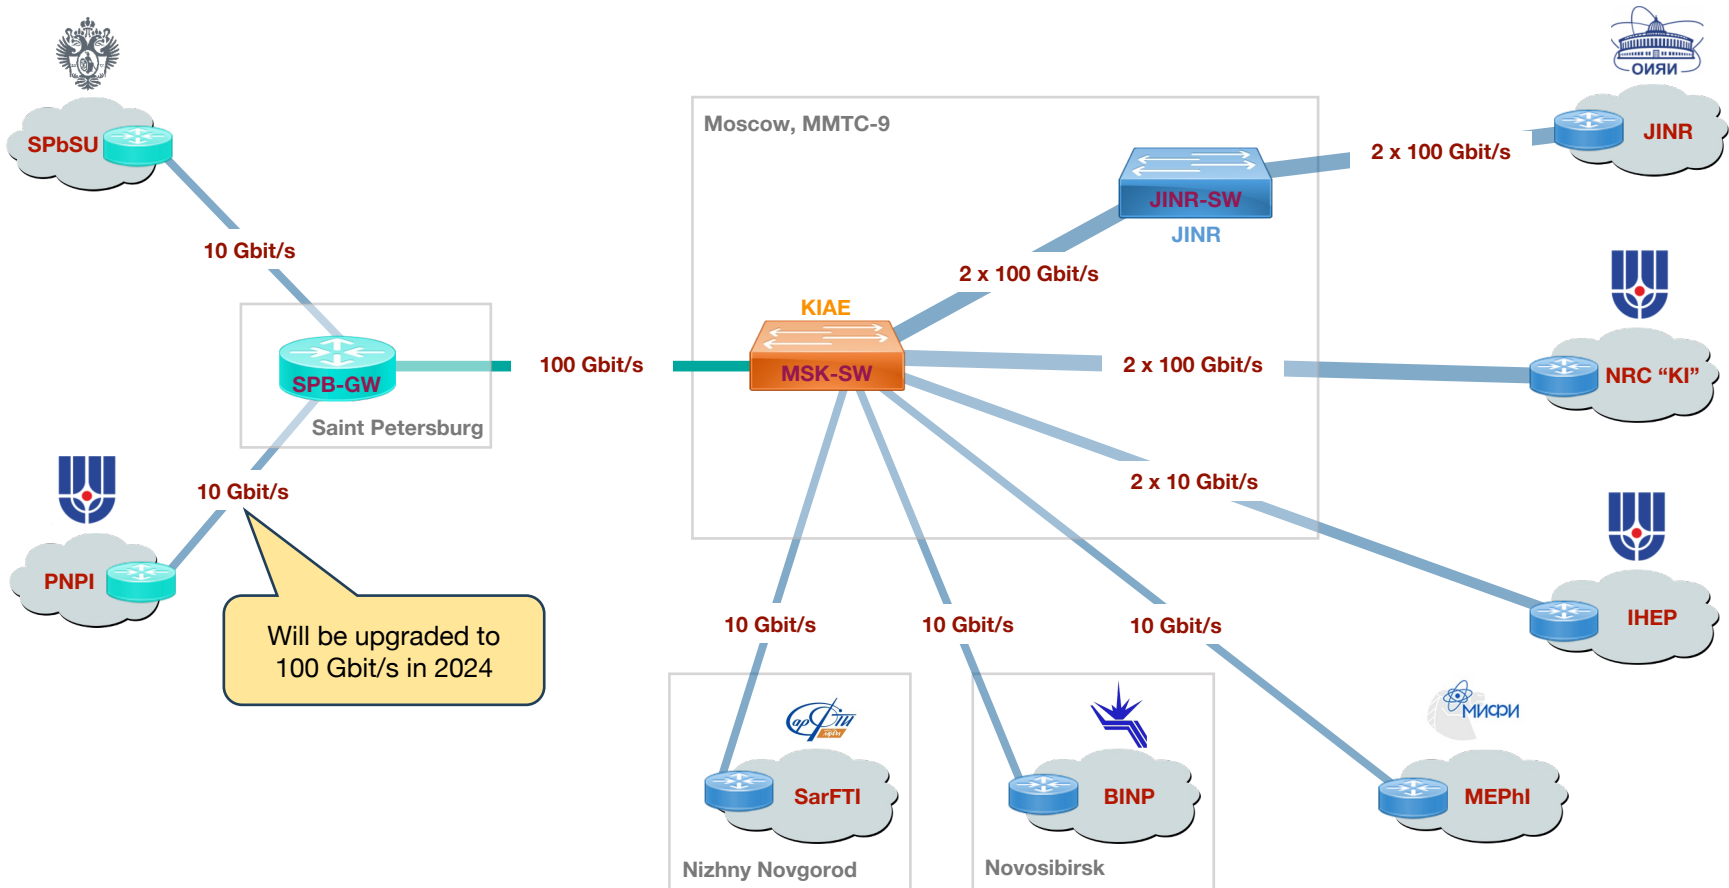 ОИЯИ
SPbSU
Moscow, MMTC-9
JINR
2 x 100 Gbit/s
JINR-SW
JINR
10 Gbit/s
2 x 100 Gbit/s
KIAE
SPB-GW
100 Gbit/s
MSK-SW
2 x 100 Gbit/s
NRC “KI”
Saint Petersburg
10 Gbit/s
2 x 10 Gbit/s
PNPI
Will be upgraded to
100 Gbit/s in 2024
10 Gbit/s
10 Gbit/s
10 Gbit/s
IHEP
СарФТИ
МИФИ
SarFTI
BINP
MEPhI
Nizhny Novgorod
Novosibirsk